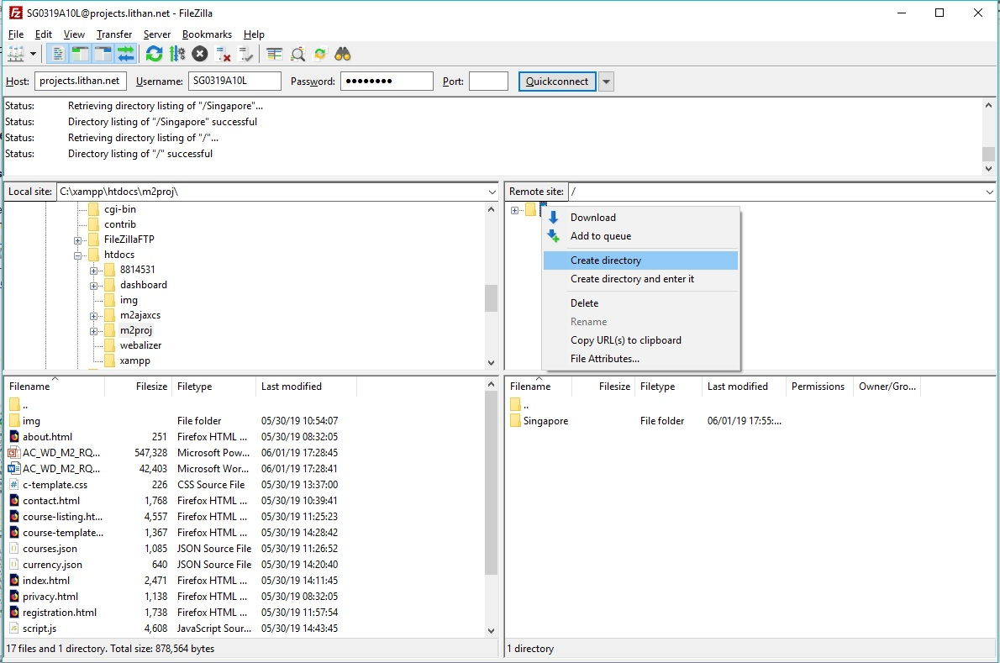 SG0319A10L@projects.lithan.net - FileZilla
File Edit View Transfer Server Bookmarks Help
Host: projects.lithan.net Username: SG0319A10L Password: ●●●●●●●● Port: Quickconnect
Status: Retrieving directory listing of "/Singapore"...
Status: Directory listing of "/Singapore" successful
Status: Retrieving directory listing of "/"...
Status: Directory listing of "/" successful
Local site: C:\xampp\htdocs\m2proj\
cgi-bin
contrib
FileZillaFTP
htdocs
8814531
dashboard
img
m2ajaxcs
m2proj
webalizer
xampp
Remote site: /
Download
Add to queue
Create directory
Create directory and enter it
Delete
Rename
Copy URL(s) to clipboard
File Attributes...
Filename Filesize Filetype Last modified
..
img File folder 05/30/19 10:54:07
about.html 251 Firefox HTML ... 05/30/19 08:32:05
AC_WD_M2_RQ... 547,328 Microsoft Pow... 06/01/19 17:28:45
AC_WD_M2_RQ... 42,403 Microsoft Wor... 06/01/19 17:28:41
c-template.css 226 CSS Source File 05/30/19 13:37:00
contact.html 1,768 Firefox HTML ... 05/30/19 10:39:41
course-listing.ht... 4,557 Firefox HTML ... 05/30/19 11:25:23
course-template... 1,367 Firefox HTML ... 05/30/19 14:28:42
courses.json 1,085 JSON Source File 05/30/19 11:26:52
currency.json 640 JSON Source File 05/30/19 14:20:40
index.html 2,471 Firefox HTML ... 05/30/19 14:11:45
privacy.html 1,138 Firefox HTML ... 05/30/19 08:32:05
registration.html 1,738 Firefox HTML ... 05/30/19 11:57:54
script.js 4,608 JavaScript Sour... 05/30/19 14:43:45
17 files and 1 directory. Total size: 878,564 bytes
Filename Filesize Filetype Last modified Permissions Owner/Gro...
..
Singapore File folder 06/01/19 17:55:...
1 directory